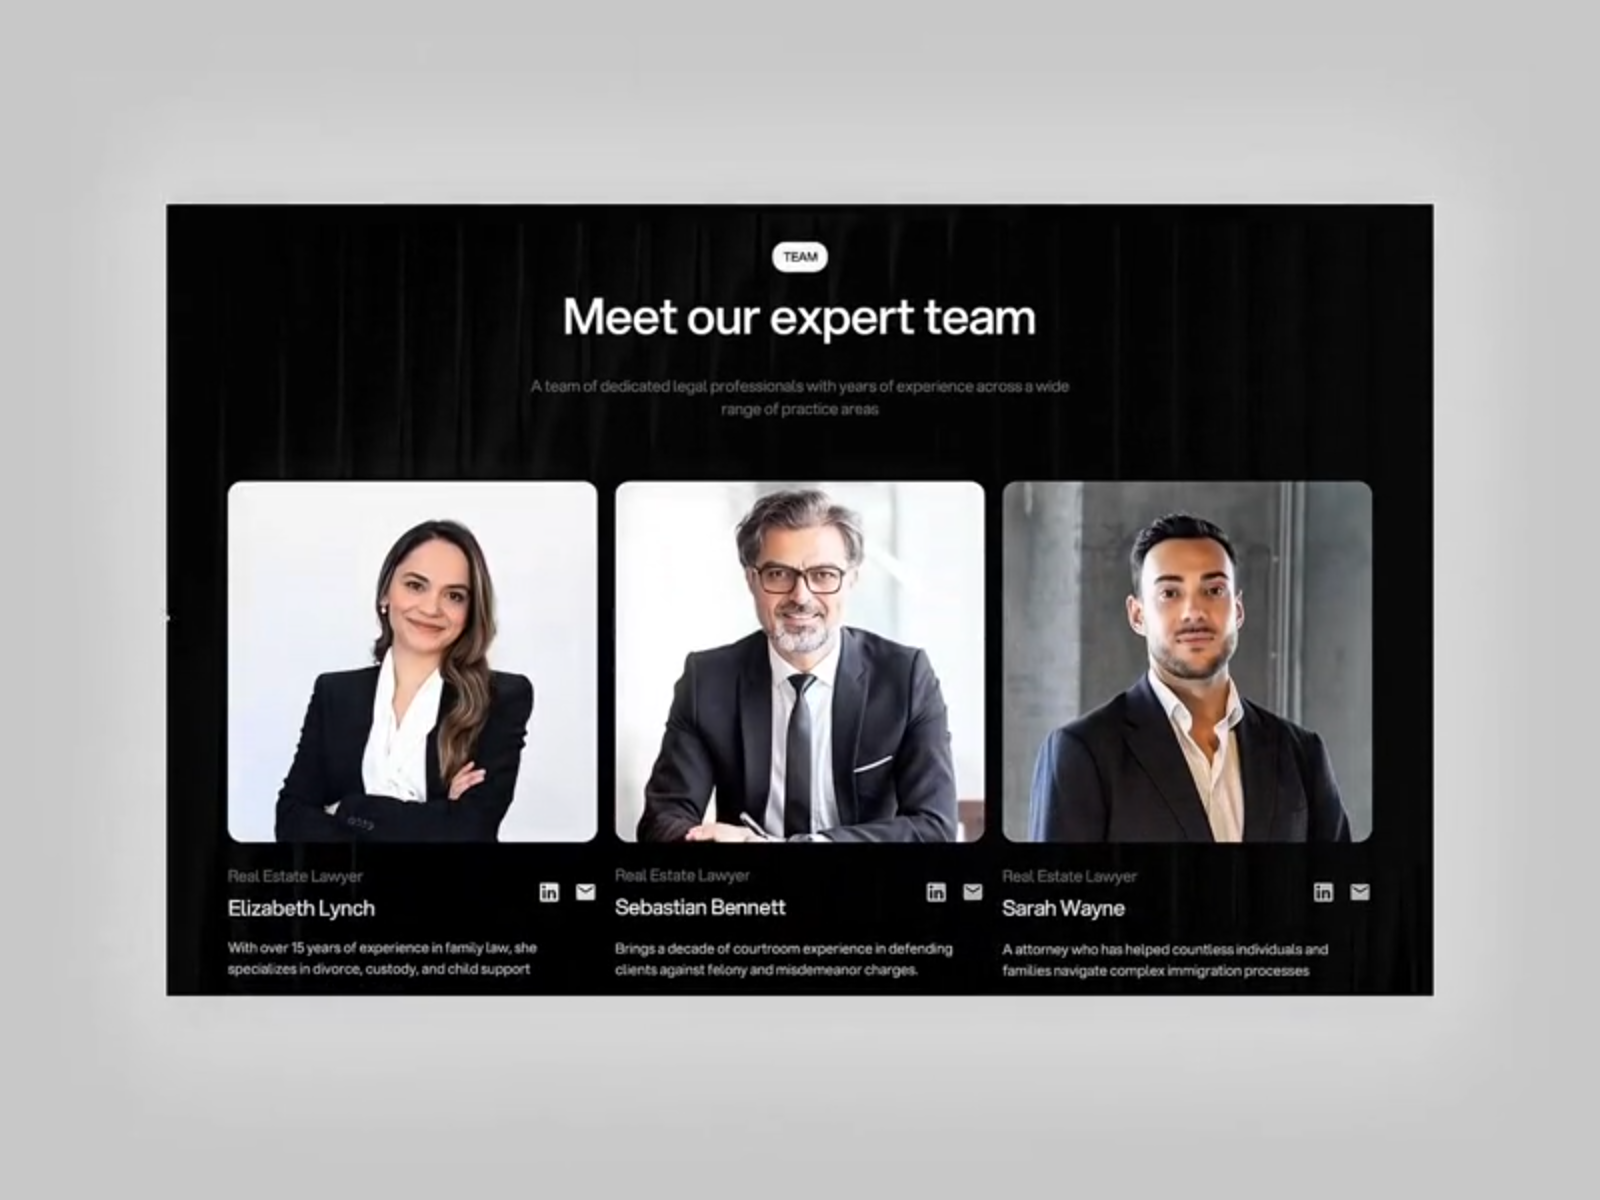 TEAM
Meet our expert team
A team of dedicated legal professionals with years of experience across a wide
range of practice areas
Real Estate Lawyer
Elizabeth Lynch
With over 15 years of experience in family law, she
specializes in divorce, custody, and child support
Real Estate Lawyer
Sebastian Bennett
Brings a decade of courtroom experience in defending
clients against felony and misdemeanor charges.
Real Estate Lawyer
Sarah Wayne
A attorney who has helped countless individuals and
families navigate complex immigration processes